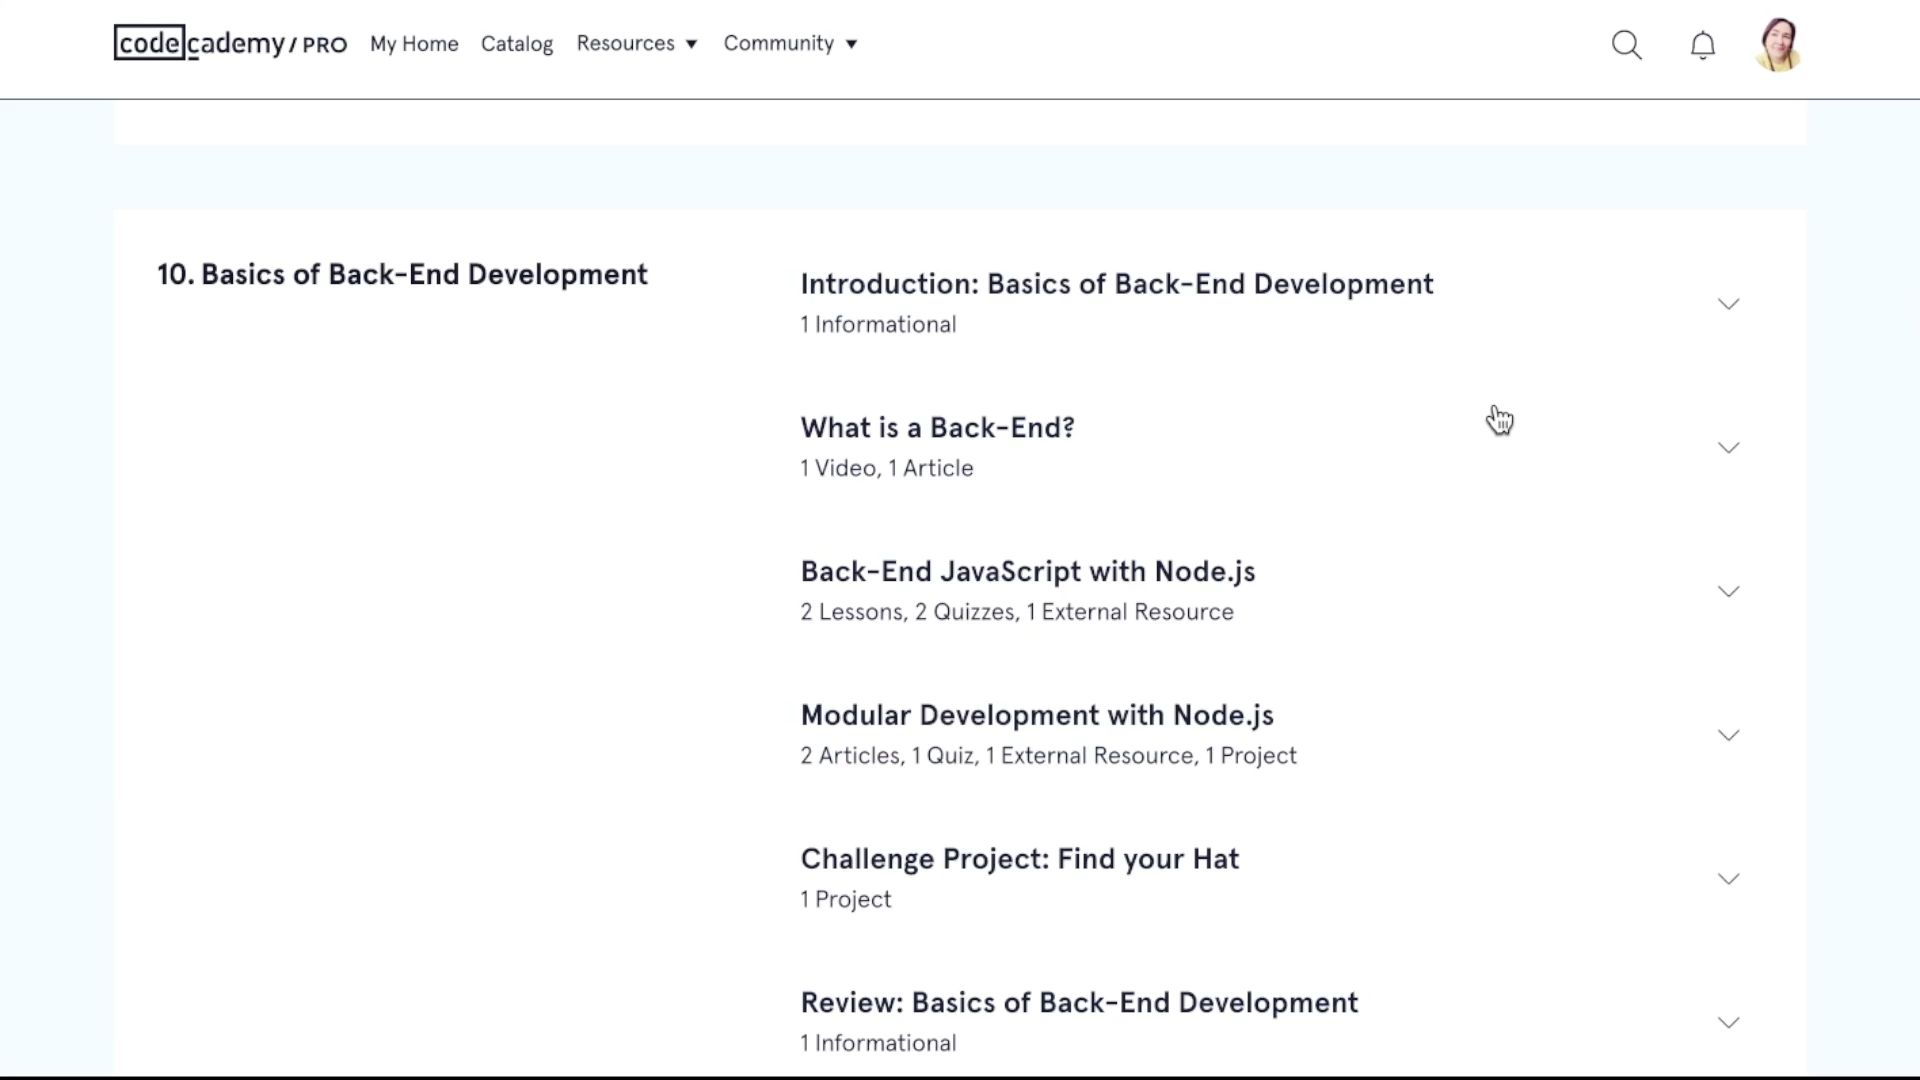 codecademy / PRO My Home Catalog Resources Community
10. Basics of Back-End Development
Introduction: Basics of Back-End Development
1 Informational
What is a Back-End?
1 Video, 1 Article
Back-End JavaScript with Node.js
2 Lessons, 2 Quizzes, 1 External Resource
Modular Development with Node.js
2 Articles, 1 Quiz, 1 External Resource, 1 Project
Challenge Project: Find your Hat
1 Project
Review: Basics of Back-End Development
1 Informational